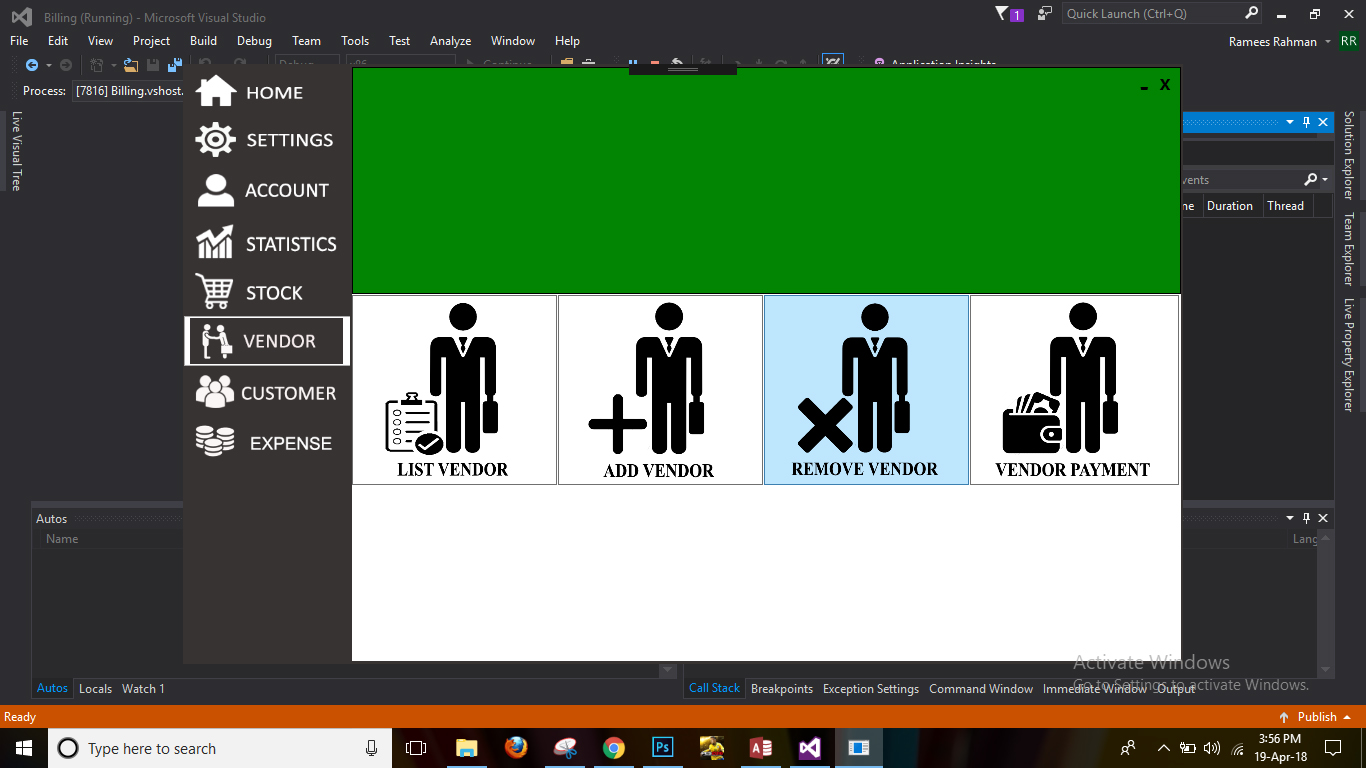 Billing (Running) - Microsoft Visual Studio
1
Quick Launch (Ctrl+Q)
File Edit View Project Build Debug Team Tools Test Analyze Window Help
Ramees Rahman RR
Debug x86 Continue Application Insights
Process: [7816] Billing.vshost.
Live Visual Tree
HOME
SETTINGS
ACCOUNT
STATISTICS
STOCK
VENDOR
CUSTOMER
EXPENSE
- X
LIST VENDOR
ADD VENDOR
REMOVE VENDOR
VENDOR PAYMENT
Duration Thread
Solution Explorer
Team Explorer
Live Property Explorer
Autos
Name
Lang
Activate Windows
Go to Settings to activate Windows.
Autos Locals Watch 1
Call Stack Breakpoints Exception Settings Command Window Immediate Window Output
Ready
Publish
Type here to search
Ps
3:56 PM
19-Apr-18